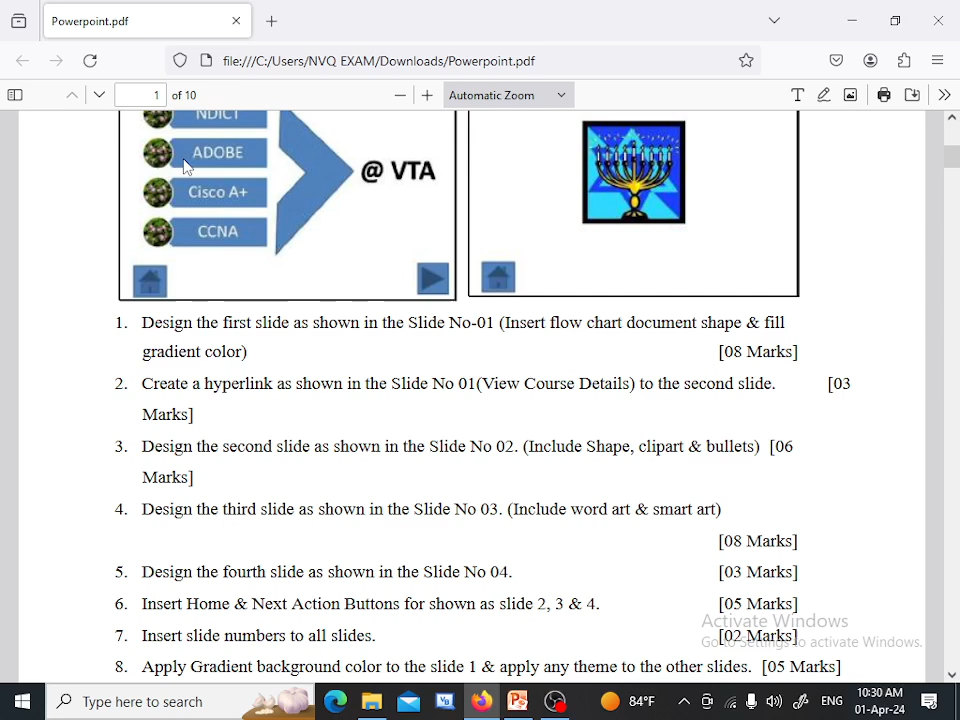 Powerpoint.pdf
file:///C:/Users/NVQ EXAM/Downloads/Powerpoint.pdf
1 of 10
Automatic Zoom
NDICT
ADOBE
Cisco A+
CCNA
@ VTA
1. Design the first slide as shown in the Slide No-01 (Insert flow chart document shape & fill
gradient color) [08 Marks]
2. Create a hyperlink as shown in the Slide No 01(View Course Details) to the second slide. [03
Marks]
3. Design the second slide as shown in the Slide No 02. (Include Shape, clipart & bullets) [06
Marks]
4. Design the third slide as shown in the Slide No 03. (Include word art & smart art)
[08 Marks]
5. Design the fourth slide as shown in the Slide No 04. [03 Marks]
6. Insert Home & Next Action Buttons for shown as slide 2, 3 & 4. [05 Marks]
7. Insert slide numbers to all slides. [02 Marks]
8. Apply Gradient background color to the slide 1 & apply any theme to the other slides. [05 Marks]
Activate Windows
Go to Settings to activate Windows.
Type here to search
84°F
ENG
10:30 AM
01-Apr-24